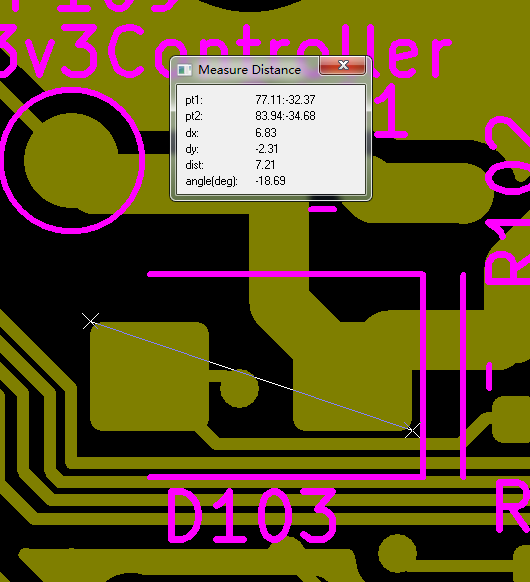 3v3Controller
Measure Distance
pt1: 77.11:-32.37
pt2: 83.94:-34.68
dx: 6.83
dy: -2.31
dist: 7.21
angle(deg): -18.69
1
R102
D103
R